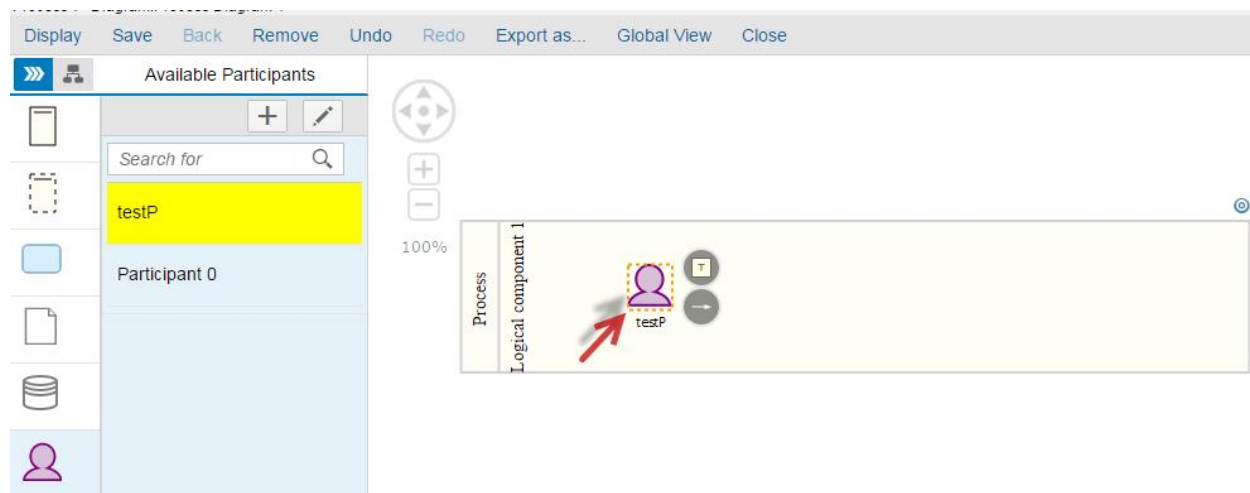 Display Save Back Remove Undo Redo Export as... Global View Close
Available Participants
Search for
testP
Participant 0
100%
Process
Logical component 1
T
testP